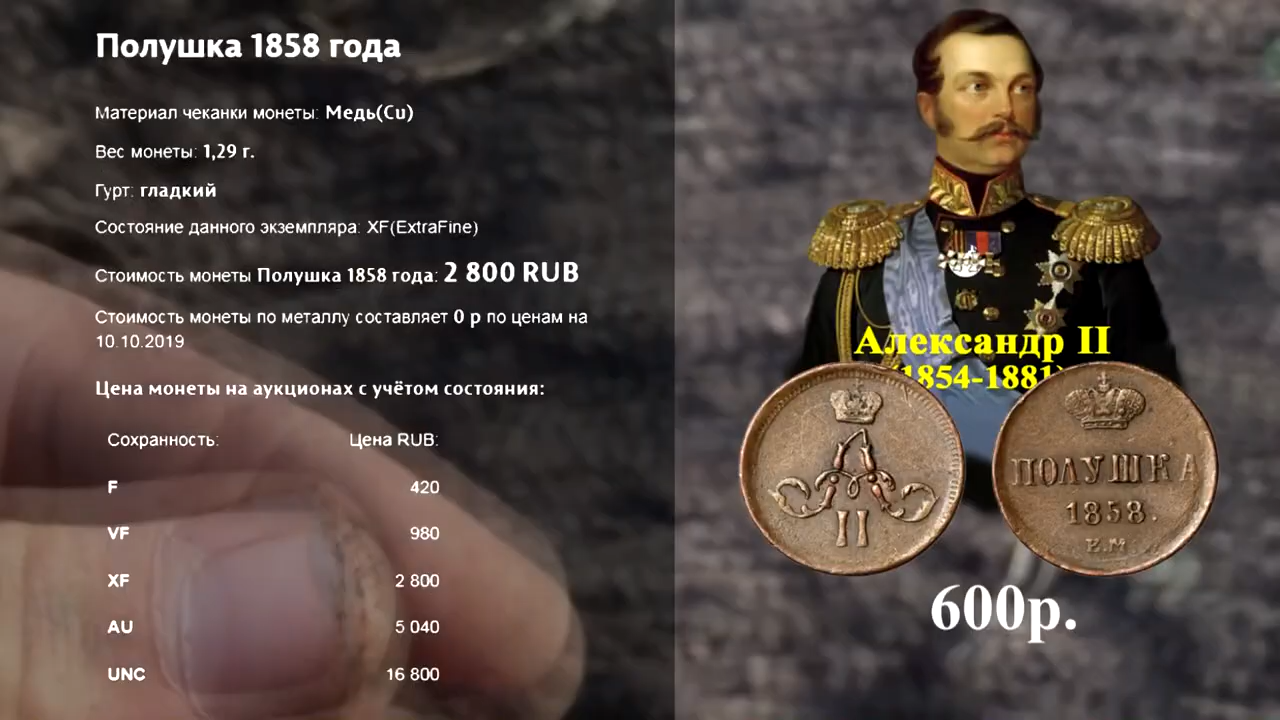 Полушка 1858 года
Материал чеканки монеты: Медь(Cu)
Вес монеты: 1,29 г.
Гурт: гладкий
Состояние данного экземпляра: XF(ExtraFine)
Стоимость монеты Полушка 1858 года: 2 800 RUB
Стоимость монеты по металлу составляет 0 р по ценам на
10.10.2019
Цена монеты на аукционах с учётом состояния:
Сохранность: Цена RUB:
F 420
VF 980
XF 2 800
AU 5 040
UNC 16 800
Александр II
(1854-1881)
II
ПОЛУШКА
1858.
Е.М.
600р.